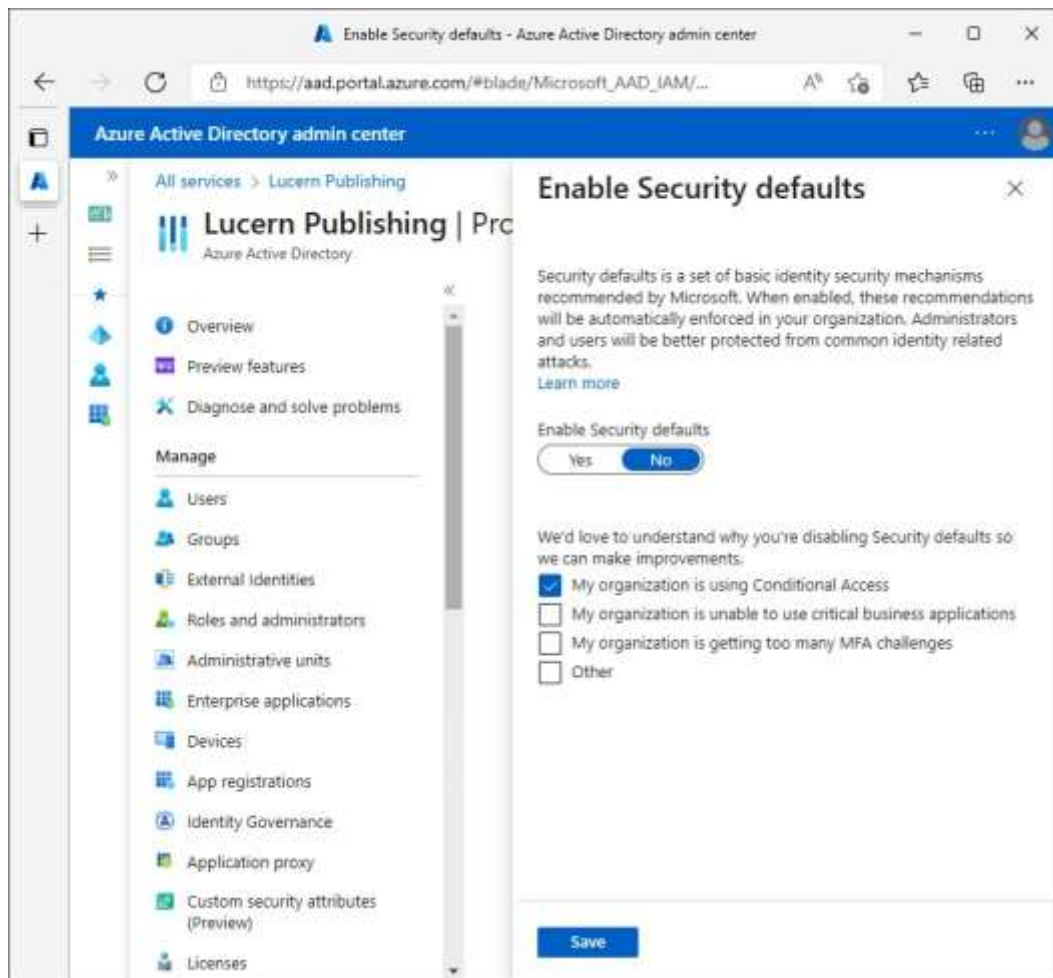 Enable Security defaults - Azure Active Directory admin center
https://aad.portal.azure.com/#blade/Microsoft_AAD_IAM/...
Azure Active Directory admin center
All services > Lucern Publishing
Lucern Publishing | Pro
Azure Active Directory
Overview
Preview features
Diagnose and solve problems
Manage
Users
Groups
External Identities
Roles and administrators
Administrative units
Enterprise applications
Devices
App registrations
Identity Governance
Application proxy
Custom security attributes
(Preview)
Licenses
Enable Security defaults
Security defaults is a set of basic identity security mechanisms
recommended by Microsoft. When enabled, these recommendations
will be automatically enforced in your organization. Administrators
and users will be better protected from common identity related
attacks.
Learn more
Enable Security defaults
Yes No
We'd love to understand why you're disabling Security defaults so
we can make improvements.
My organization is using Conditional Access
My organization is unable to use critical business applications
My organization is getting too many MFA challenges
Other
Save